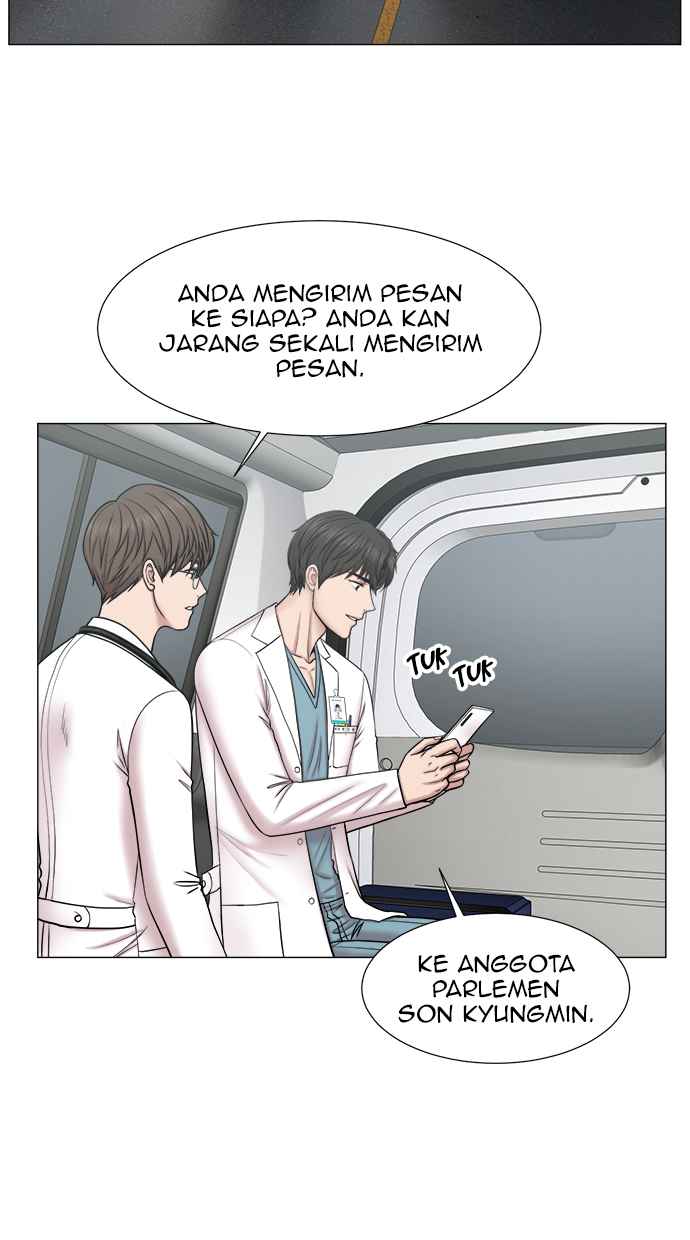 ANDA MENGIRIM PESAN
KE SIAPA? ANDA KAN
JARANG SEKALI MENGIRIM
PESAN.
TUK
TUK
KE ANGGOTA
PARLEMEN
SON KYUNGMIN.